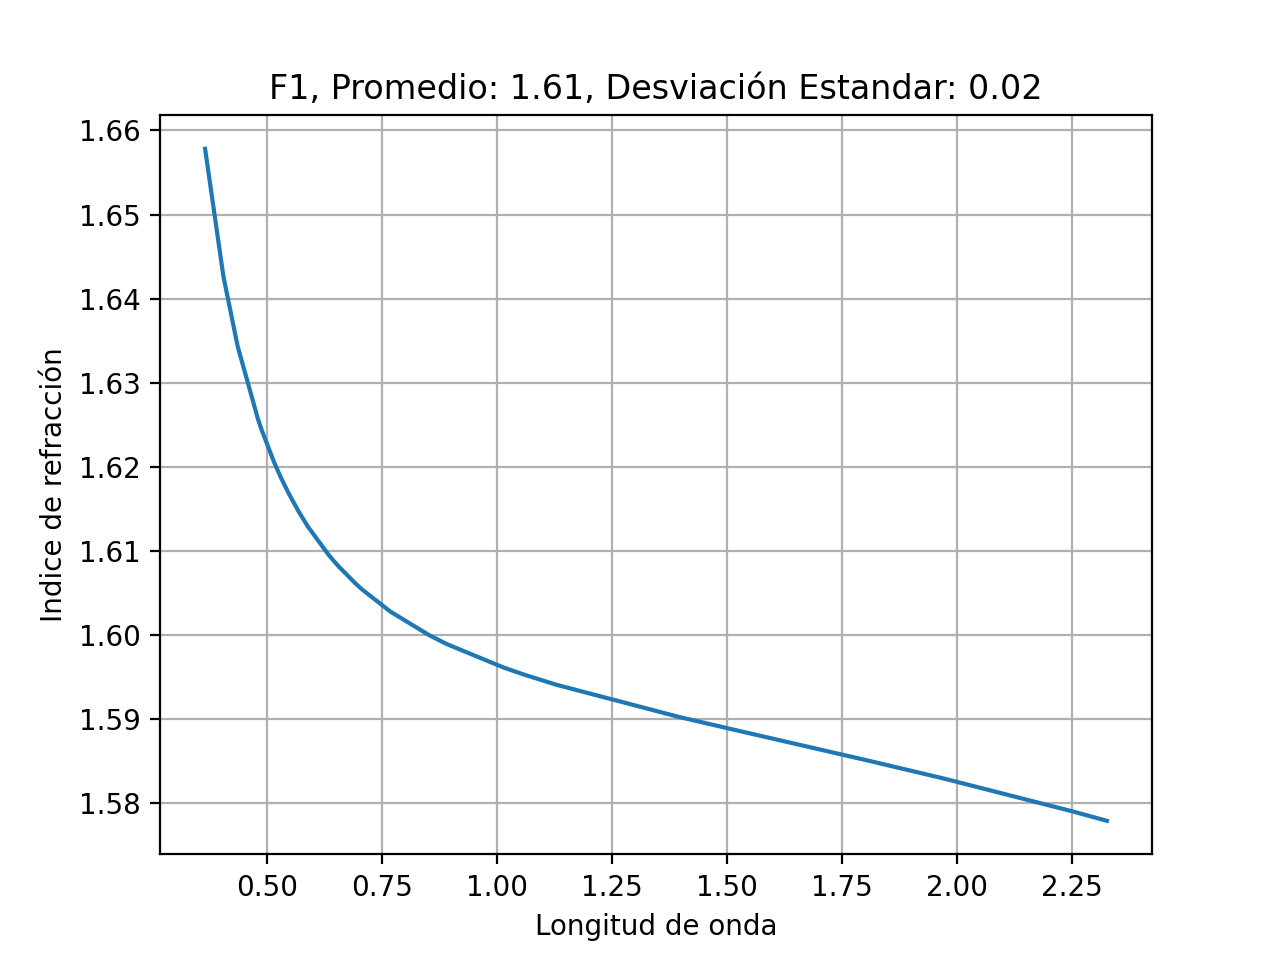 F1, Promedio: 1.61, Desviación Estandar: 0.02
1.66
1.65
1.64
1.63
1.62
1.61
1.60
1.59
1.58
Indice de refracción
0.50 0.75 1.00 1.25 1.50 1.75 2.00 2.25
Longitud de onda